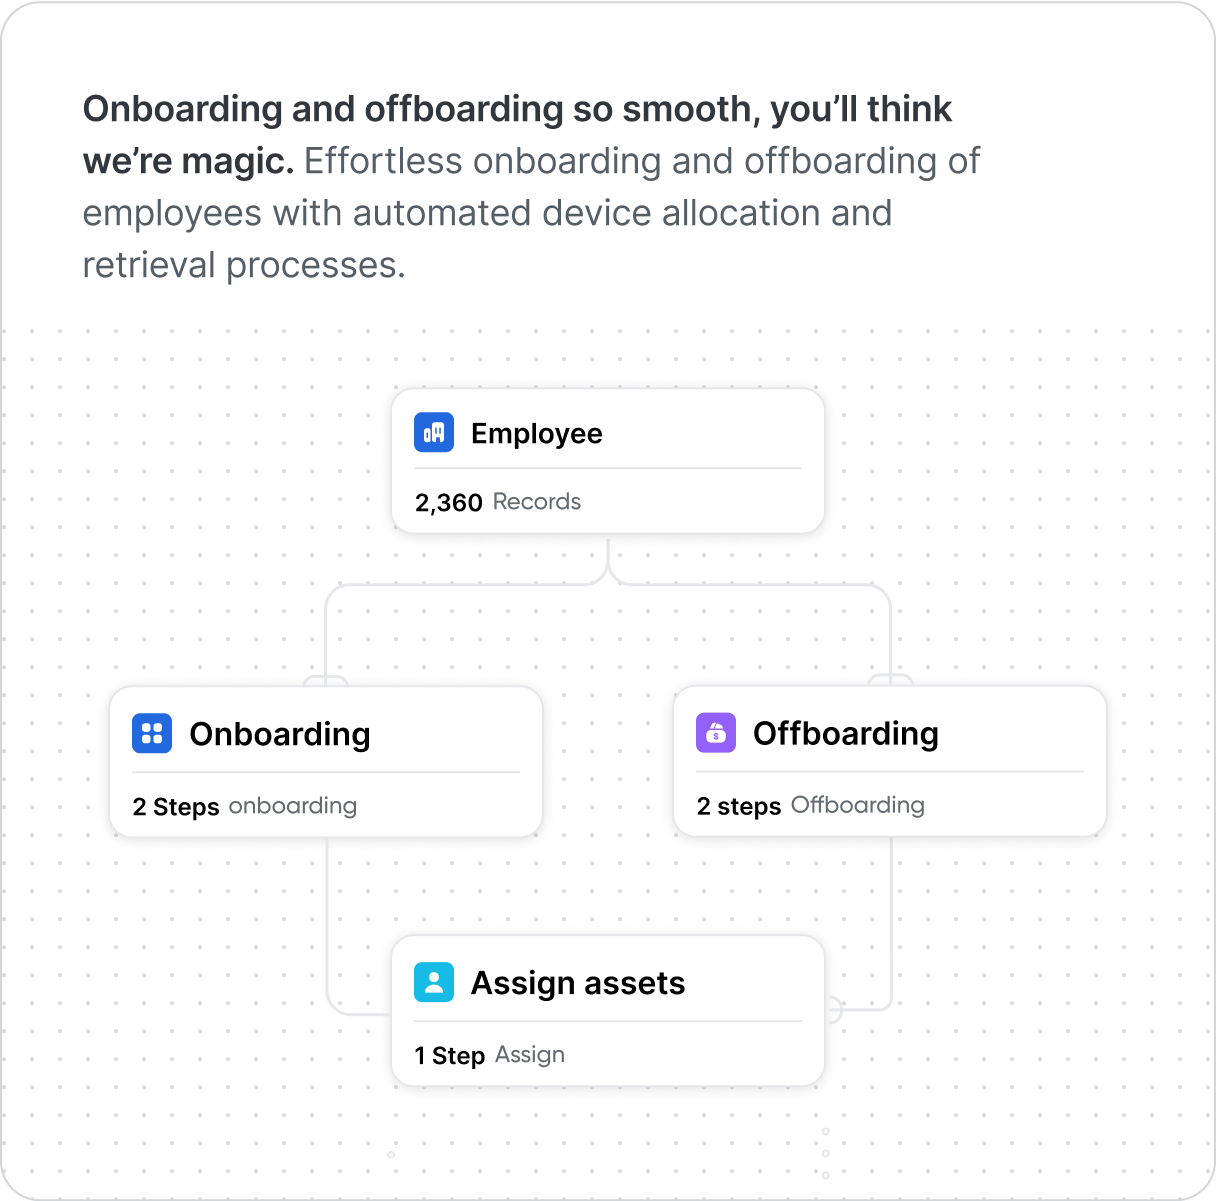 Onboarding and offboarding so smooth, you’ll think
we’re magic. Effortless onboarding and offboarding of
employees with automated device allocation and
retrieval processes.
Employee
2,360 Records
Onboarding
2 Steps onboarding
Offboarding
2 steps Offboarding
Assign assets
1 Step Assign